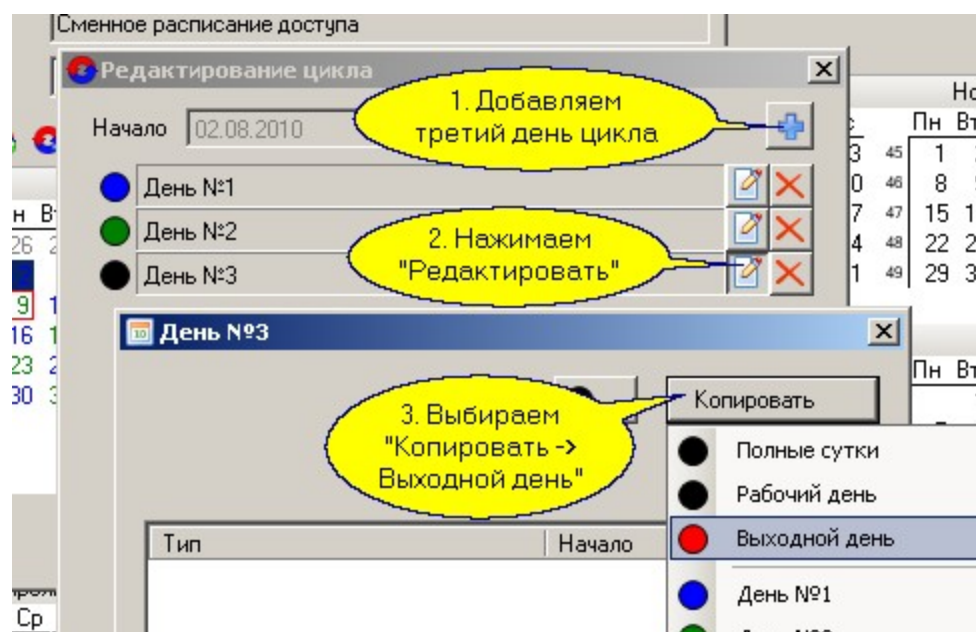 Сменное расписание доступа
Редактирование цикла
1. Добавляем
третий день цикла
Начало 02.08.2010
День №1
День №2
День №3
2. Нажимаем
"Редактировать"
День №3
Копировать
3. Выбираем
"Копировать ->
Выходной день"
Полные сутки
Рабочий день
Выходной день
День №1
Тип Начало
Пн
45 1
46 8
47 15
48 22
49 29
Пн Вт
26
9
16
23
30
Ср